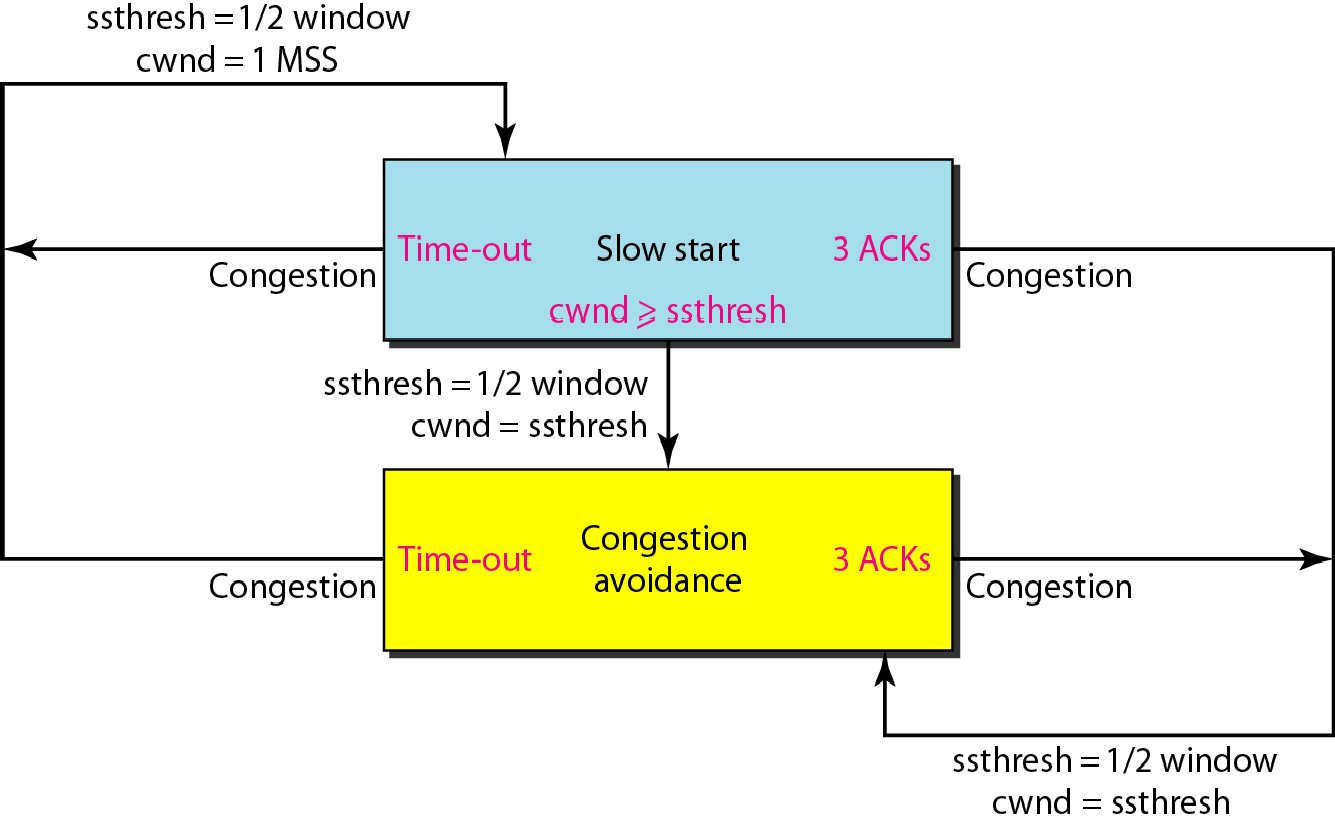 ssthresh = 1/2 window
cwnd = 1 MSS
Time-out
Slow start
3 ACKs
Congestion
Congestion
cwnd ⩾ ssthresh
ssthresh = 1/2 window
cwnd = ssthresh
Time-out
Congestion
avoidance
3 ACKs
Congestion
Congestion
ssthresh = 1/2 window
cwnd = ssthresh